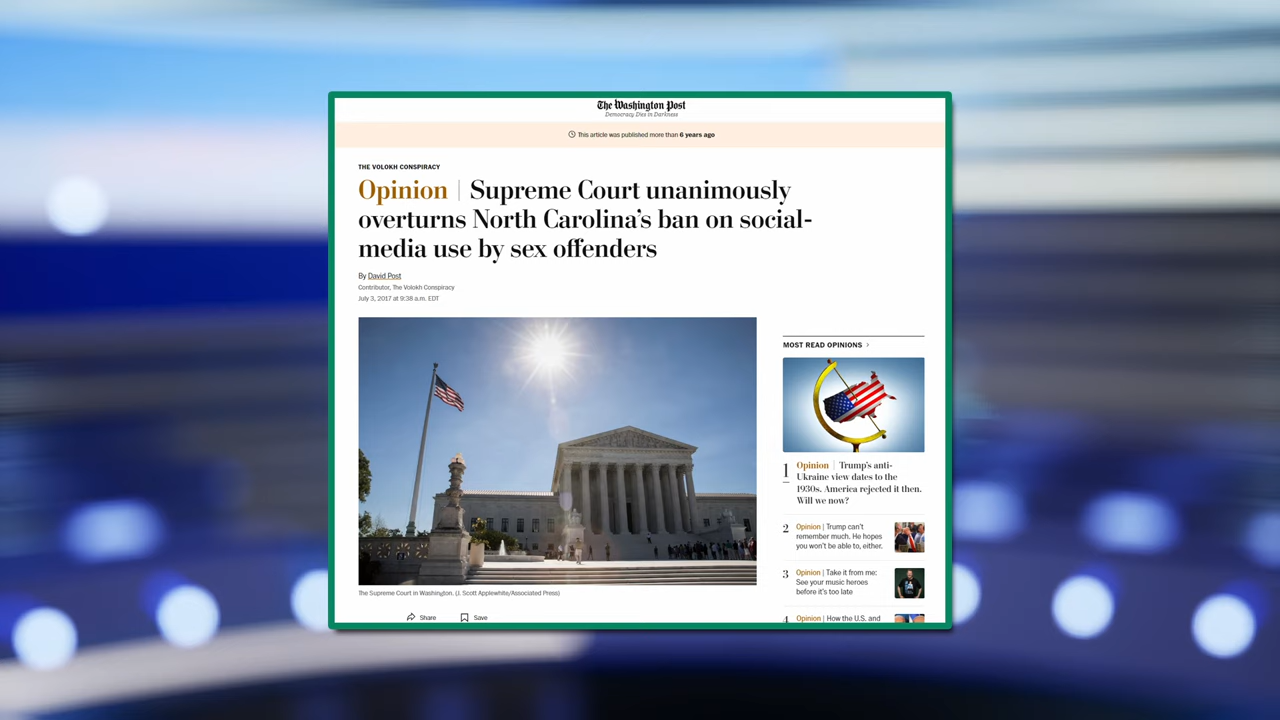 The Washington Post
Democracy Dies in Darkness
This article was published more than 6 years ago
THE VOLOKH CONSPIRACY
Opinion | Supreme Court unanimously
overturns North Carolina's ban on social-
media use by sex offenders
By David Post
Contributor, The Volokh Conspiracy
July 3, 2017 at 9:38 a.m. EDT
The Supreme Court in Washington. (J. Scott Applewhite/Associated Press)
Share
Save
MOST READ OPINIONS ›
1
Opinion | Trump's anti-
Ukraine view dates to the
1930s. America rejected it then.
Will we now?
2
Opinion | Trump can't
remember much. He hopes
you won't be able to, either.
3
Opinion | Take it from me:
See your music heroes
before it's too late
4
Opinion | How the U.S. and